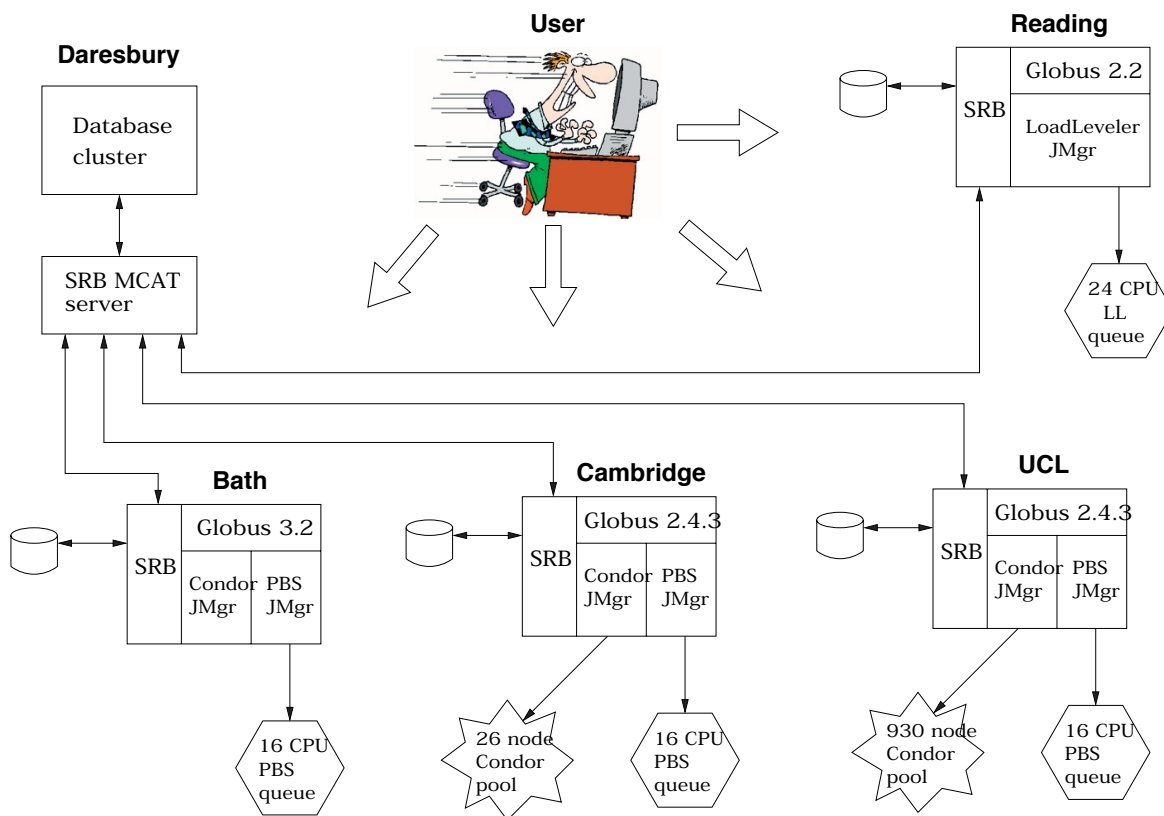 User
Reading
Daresbury
Database
cluster
SRB
Globus 2.2
LoadLeveler
JMgr
SRB MCAT
server
24 CPU
LL
queue
Bath
SRB
Globus 3.2
Condor
JMgr
PBS
JMgr
16 CPU
PBS
queue
Cambridge
SRB
Globus 2.4.3
Condor
JMgr
PBS
JMgr
26 node
Condor
pool
16 CPU
PBS
queue
UCL
SRB
Globus 2.4.3
Condor
JMgr
PBS
JMgr
930 node
Condor
pool
16 CPU
PBS
queue